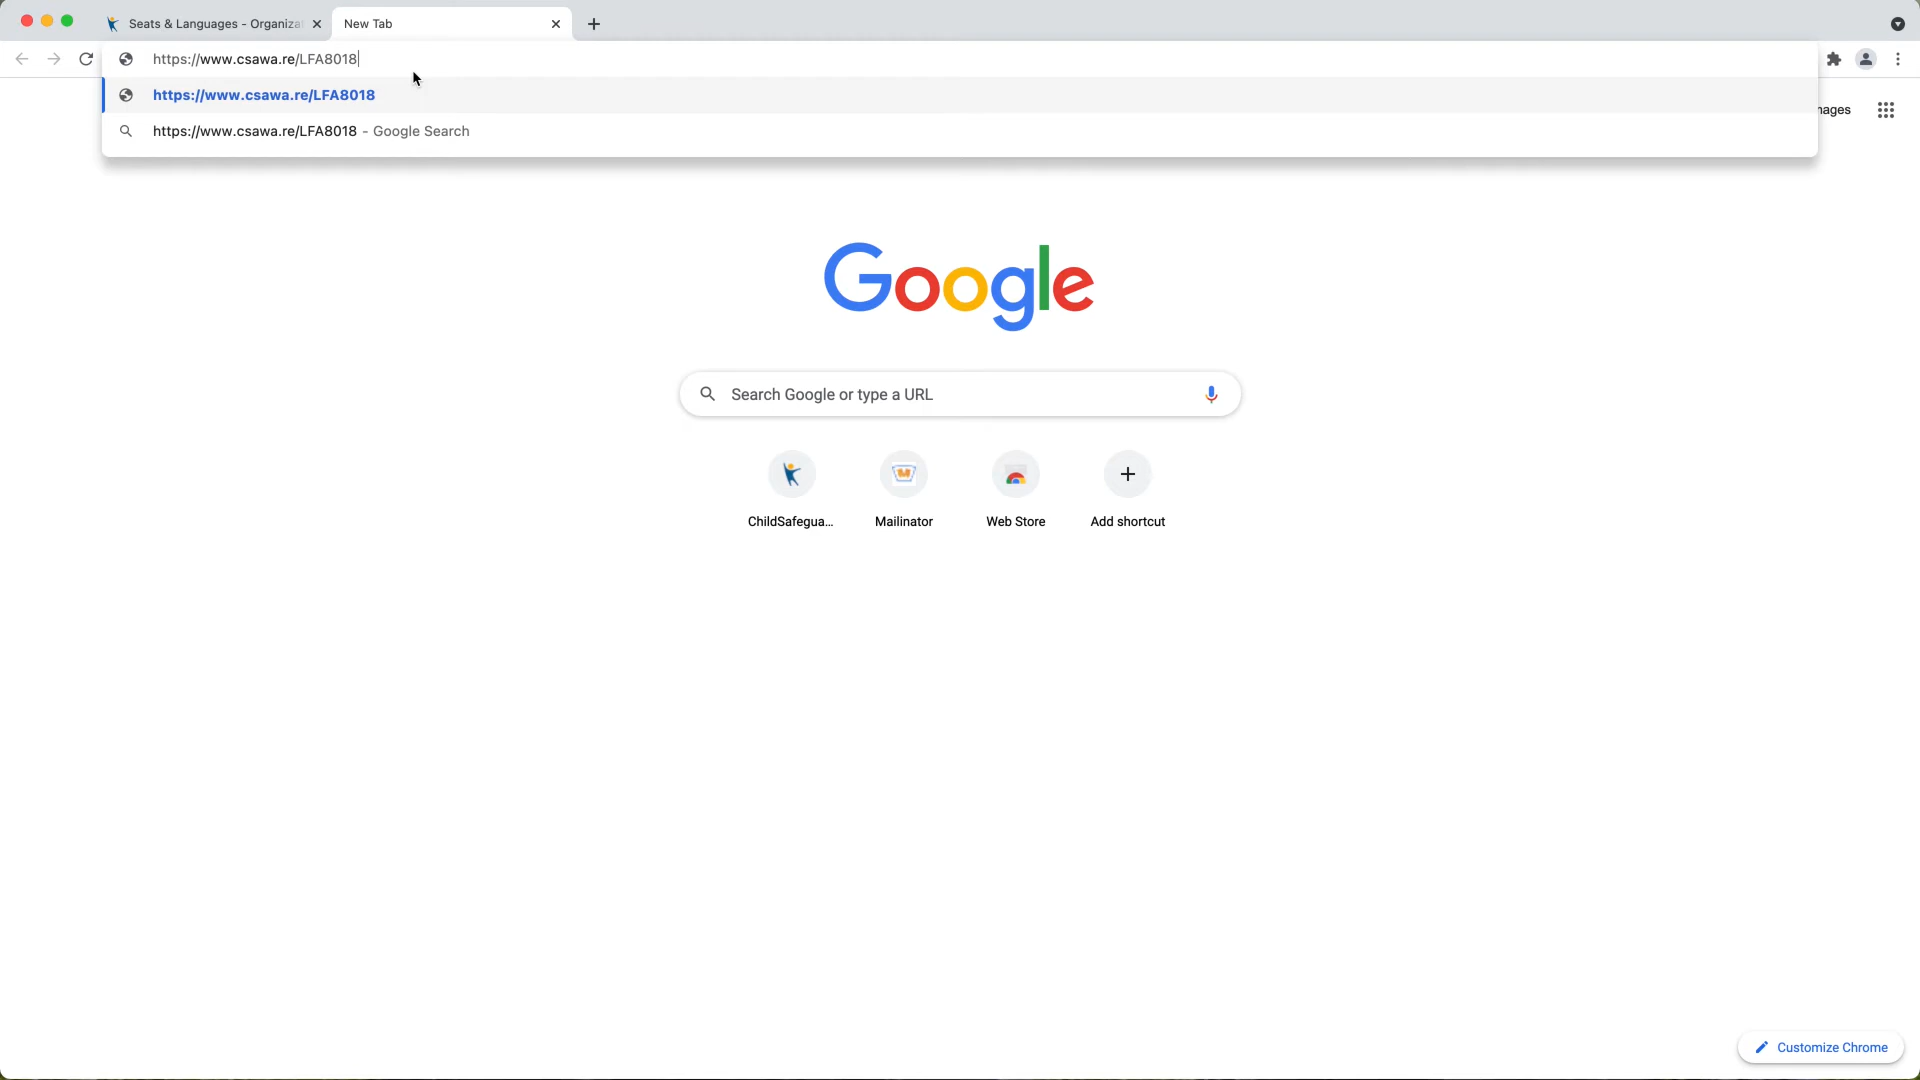 Seats & Languages - Organiza
New Tab
https://www.csawa.re/LFA8018
https://www.csawa.re/LFA8018
https://www.csawa.re/LFA8018 - Google Search
nages
Google
Search Google or type a URL
ChildSafegua...
Mailinator
Web Store
Add shortcut
Customize Chrome